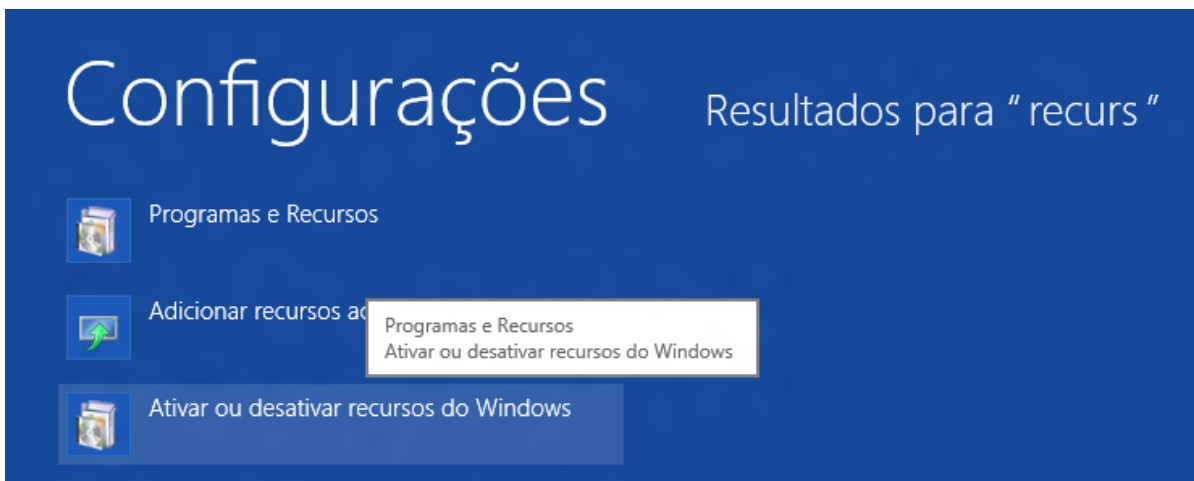 Configurações
Resultados para " recurs "
Programas e Recursos
Adicionar recursos
Programas e Recursos
Ativar ou desativar recursos do Windows
Ativar ou desativar recursos do Windows